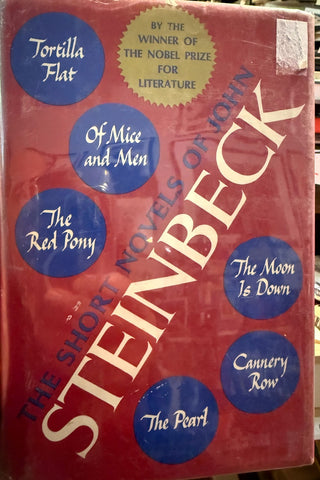 Tortilla
Flat
BY THE
WINNER OF
THE NOBEL PRIZE
FOR
LITERATURE
Of Mice
and Men
The
Red Pony
THE SHORT NOVELS OF JOHN
STEINBECK
The Moon
Is Down
Cannery
Row
The Pearl